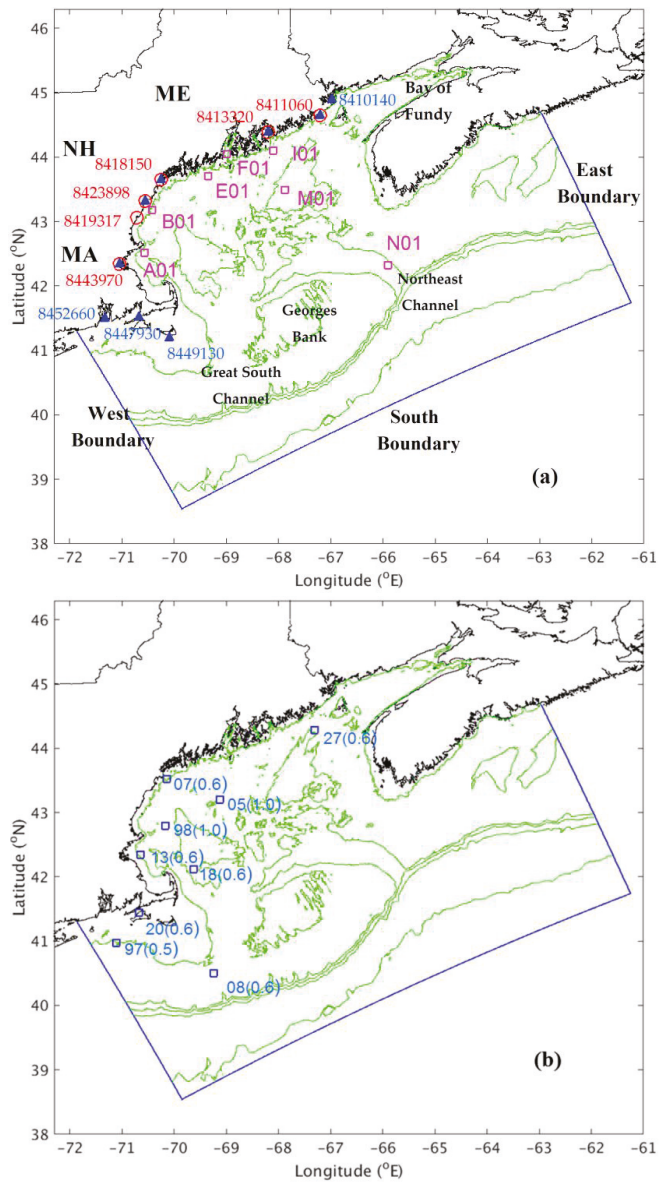 46
45
44
43
42
41
40
39
38
Latitude (°N)
ME
NH
MA
8413320
8411060
8410140
Bay of
Fundy
8418150
8423898
8419317
8443970
8452660
8447930
8449130
I01
F01
E01
M01
B01
A01
N01
East
Boundary
Northeast
Channel
Georges
Bank
Great South
Channel
West
Boundary
South
Boundary
(a)
−72 −71 −70 −69 −68 −67 −66 −65 −64 −63 −62 −61
Longitude (°E)
46
45
44
43
42
41
40
39
38
Latitude (°N)
27(0.6)
07(0.6)
05(1.0)
98(1.0)
13(0.6)
18(0.6)
20(0.6)
97(0.5)
08(0.6)
(b)
−72 −71 −70 −69 −68 −67 −66 −65 −64 −63 −62 −61
Longitude (°E)